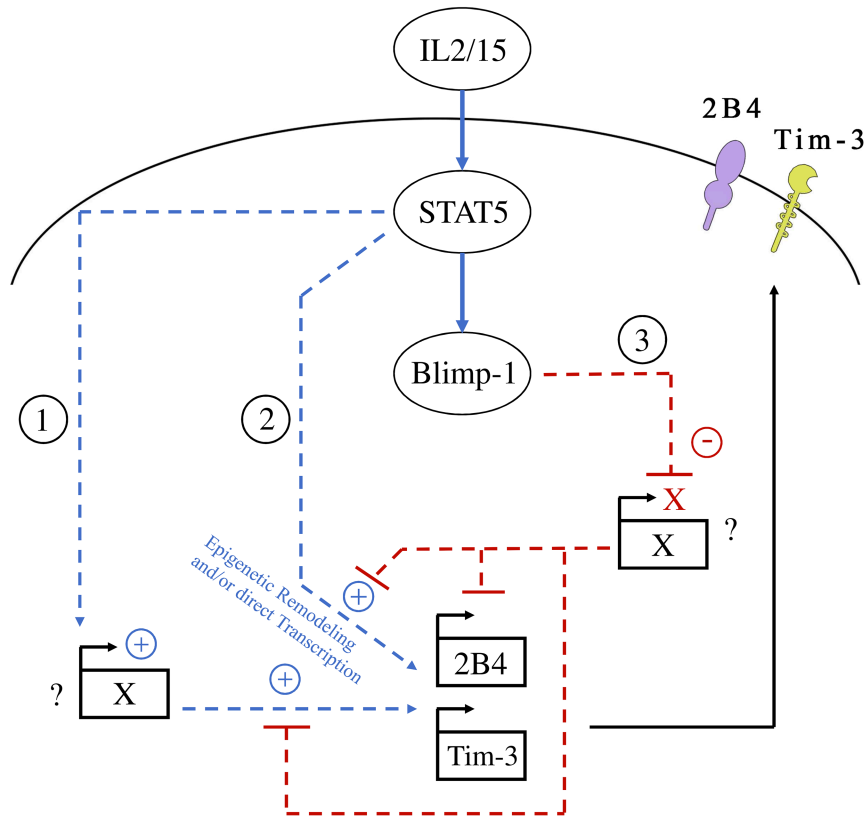 IL2/15
2B4
Tim-3
STAT5
3
Blimp-1
1
2
-
X
X
?
Epigenetic Remodeling
and/or direct Transcription
+
+
2B4
+
?
X
Tim-3